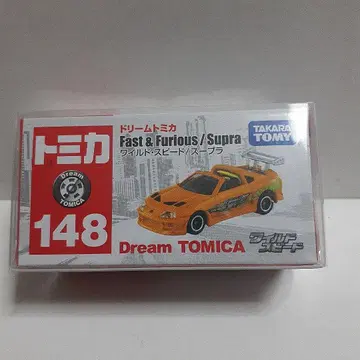 トミカ
Dream
TOMICA
148
ドリームトミカ
Fast & Furious / Supra
ワイルド・スピード/スープラ
TAKARA
TOMY
Dream TOMICA
ワイルド
スピード